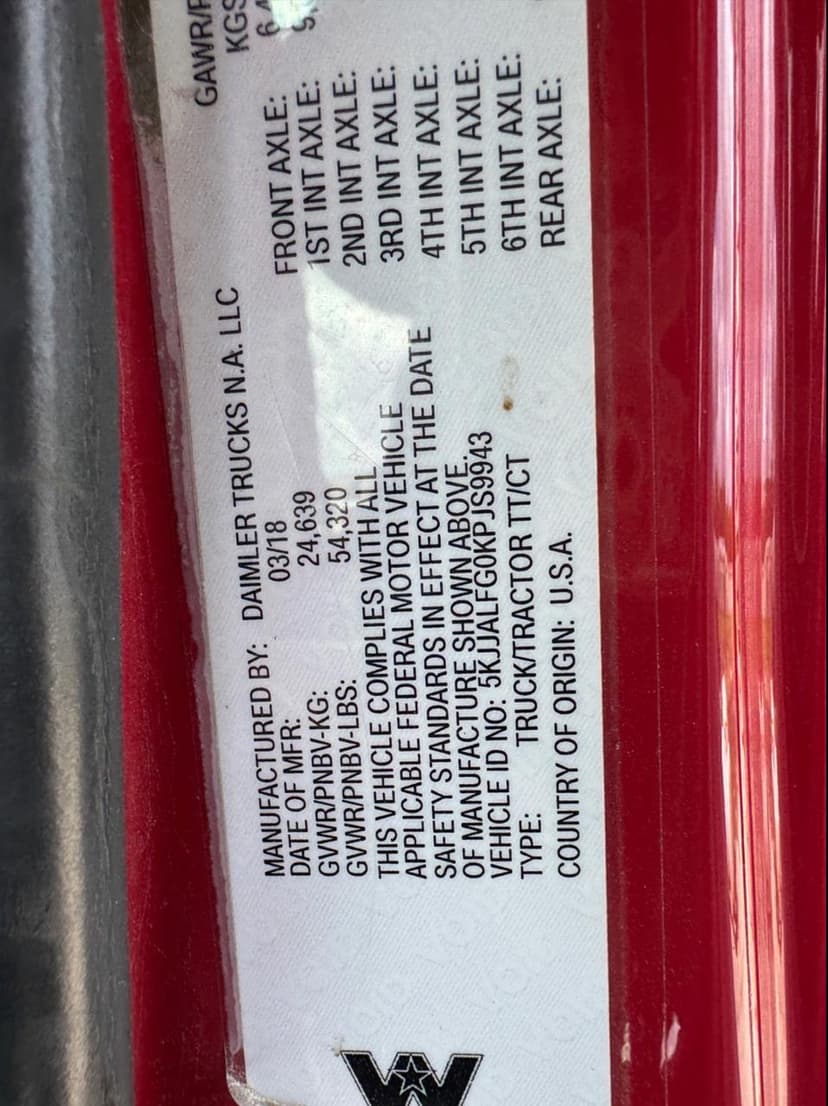 MANUFACTURED BY: DAIMLER TRUCKS N.A. LLC
DATE OF MFR: 03/18
GVWR/PNBV-KG: 24,639
GVWR/PNBV-LBS: 54,320
THIS VEHICLE COMPLIES WITH ALL
APPLICABLE FEDERAL MOTOR VEHICLE
SAFETY STANDARDS IN EFFECT AT THE DATE
OF MANUFACTURE SHOWN ABOVE.
VEHICLE ID NO: 5KJJALFG0KPJS9943
TYPE: TRUCK/TRACTOR TT/CT
COUNTRY OF ORIGIN: U.S.A.
KGS
FRONT AXLE:
1ST INT AXLE:
2ND INT AXLE:
3RD INT AXLE:
4TH INT AXLE:
5TH INT AXLE:
6TH INT AXLE:
REAR AXLE: